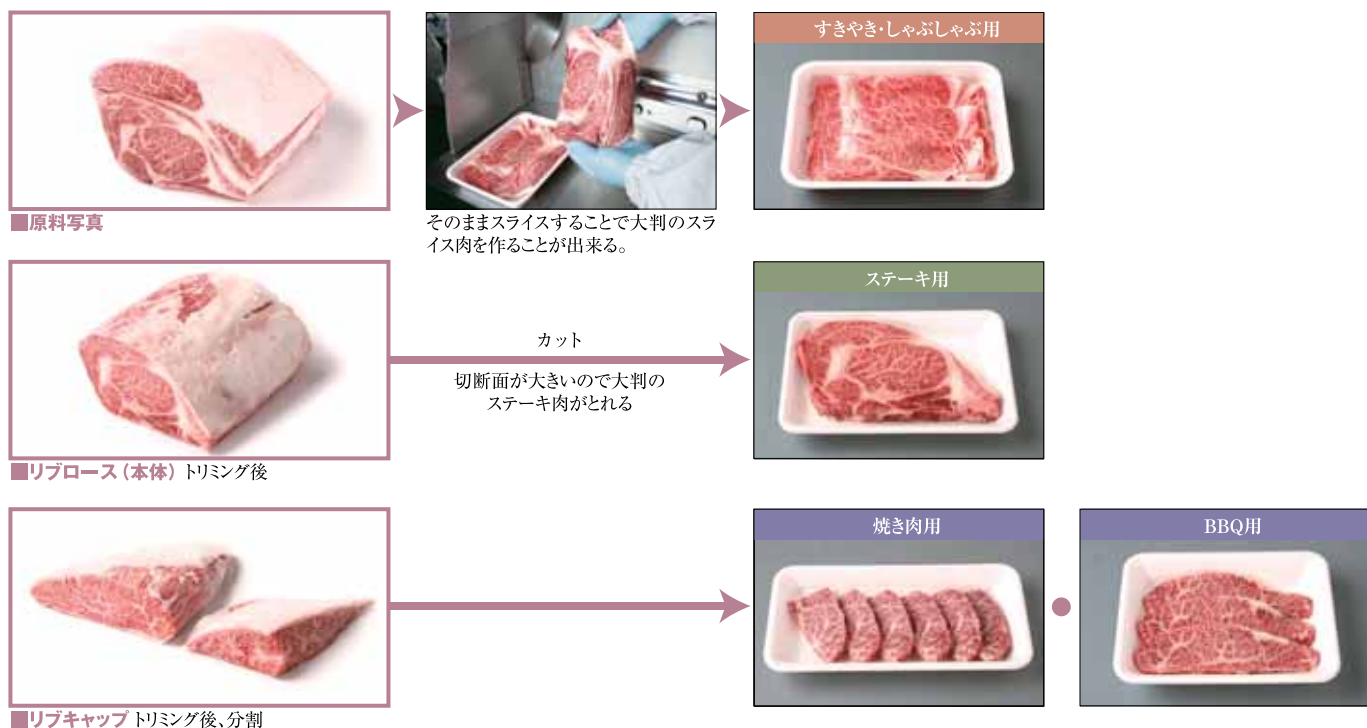 すきやき・しゃぶしゃぶ用
■原料写真
そのままスライスすることで大判のスラ
イス肉を作ることが出来る。
ステーキ用
カット
切断面が大きいので大判の
ステーキ肉がとれる
■リブロース（本体） トリミング後
焼き肉用
BBQ用
■リブキャップ トリミング後、分割